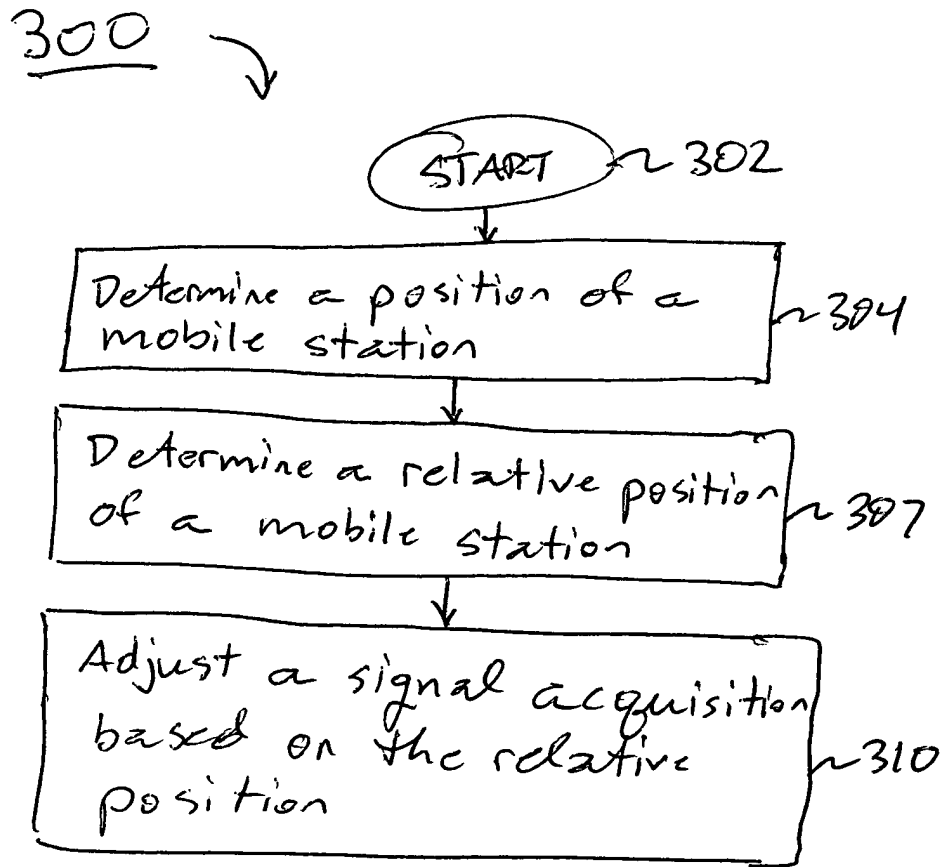 300
START 302
Determine a position of a
mobile station
304
Determine a relative position
of a mobile station
307
Adjust a signal acquisition
based on the relative
position
310